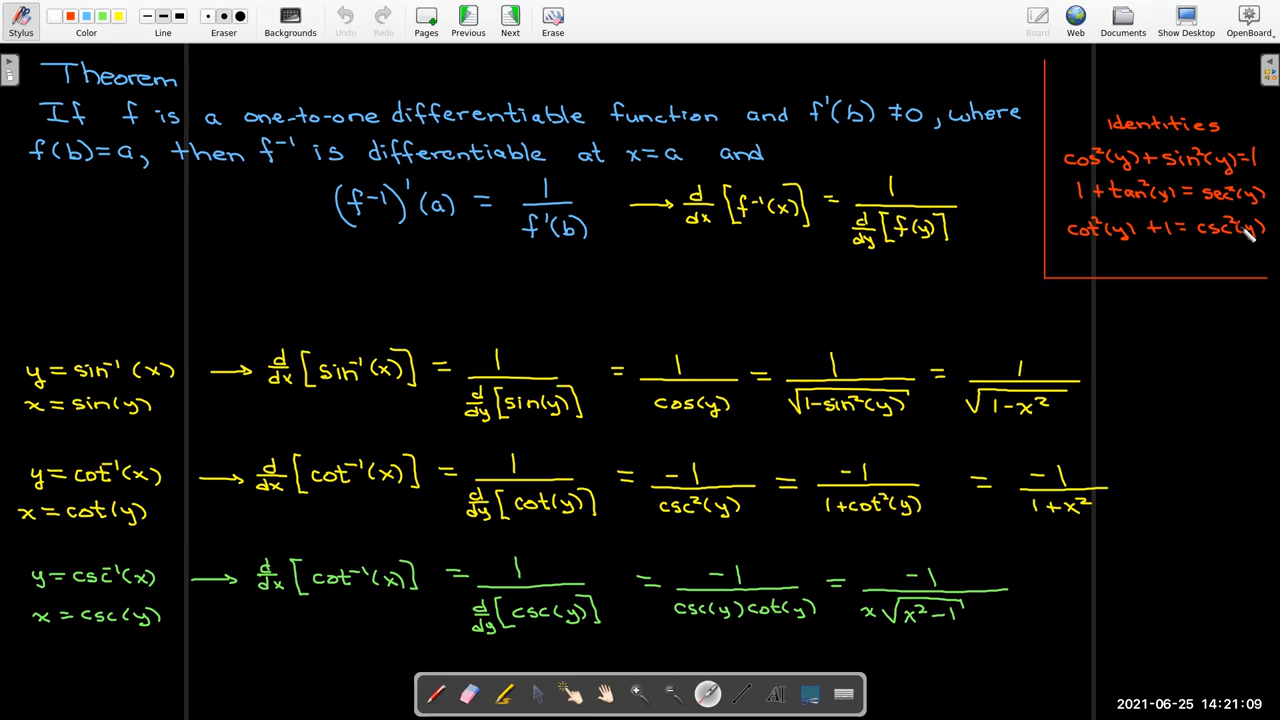 Stylus Color Line Eraser Backgrounds Undo Redo Pages Previous Next Erase Board Web Documents Show Desktop OpenBoard
Theorem
If f is a one-to-one differentiable function and f'(b) ≠ 0, where
f(b)=a, then f⁻¹ is differentiable at x=a and
(f-1)'(a) = 1/f'(b) → d/dx [f⁻¹(x)] = 1/(d/dy [f(y)])
Identities
cos²(y) + sin²(y) = 1
1 + tan²(y) = sec²(y)
cot²(y) + 1 = csc²(y)
y = sin⁻¹(x) → d/dx [sin⁻¹(x)] = 1/(d/dy [sin(y)]) = 1/cos(y) = 1/√(1-sin²(y)) = 1/√(1-x²)
x = sin(y)
y = cot⁻¹(x) → d/dx [cot⁻¹(x)] = 1/(d/dy [cot(y)]) = -1/csc²(y) = -1/(1+cot²(y)) = -1/(1+x²)
x = cot(y)
y = csc⁻¹(x) → d/dx [cot⁻¹(x)] = 1/(d/dy [csc(y)]) = -1/(csc(y)cot(y)) = -1/(x√(x²-1))
x = csc(y)
2021-06-25 14:21:09